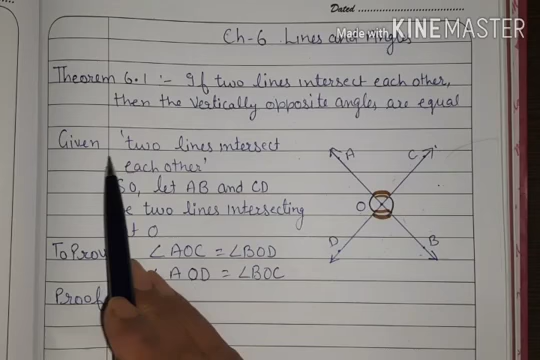 Dated
Made With KINEMASTER
Ch-6 Lines and Angles
Theorem 6.1 :- If two lines intersect each other,
then the vertically opposite angles are equal
Given 'two lines intersect
each other'
So, let AB and CD
two lines intersecting
O
To Prove ∠AOC = ∠BOD
∠AOD = ∠BOC
Proof
A C
O
D B